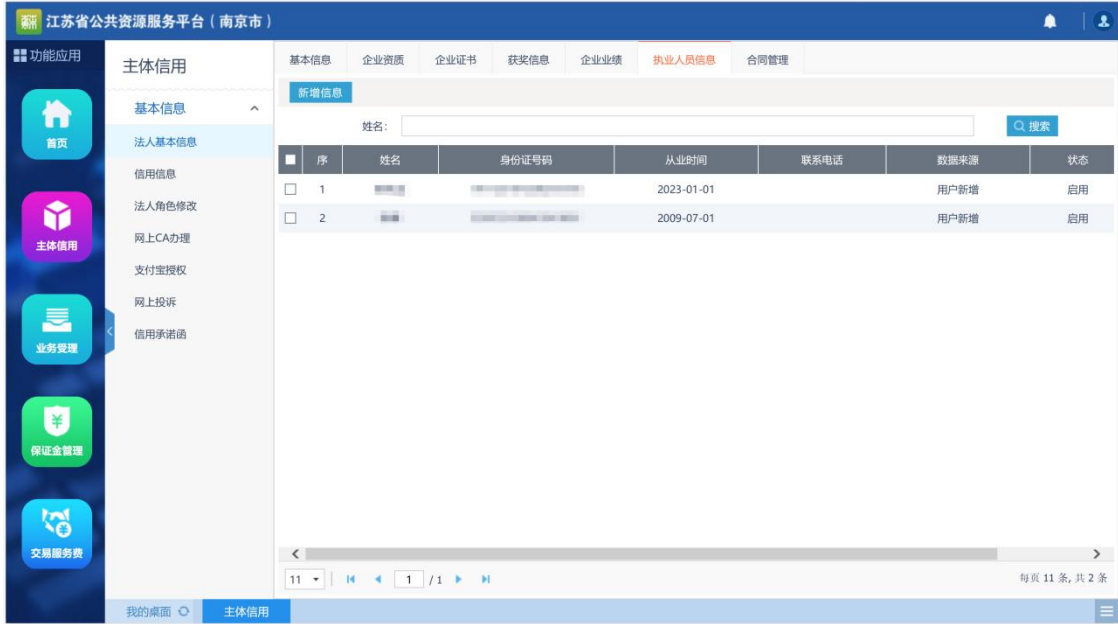 江苏省公共资源服务平台（南京市）
功能应用
首页
主体信用
业务受理
保证金管理
交易服务费
主体信用
基本信息
法人基本信息
信用信息
法人角色修改
网上CA办理
支付宝授权
网上投诉
信用承诺函
基本信息 企业资质 企业证书 获奖信息 企业业绩 执业人员信息 合同管理
新增信息
姓名： 搜索
序 姓名 身份证号码 从业时间 联系电话 数据来源 状态
1 2023-01-01 用户新增 启用
2 2009-07-01 用户新增 启用
11 1 / 1 每页 11 条, 共 2 条
我的桌面 主体信用